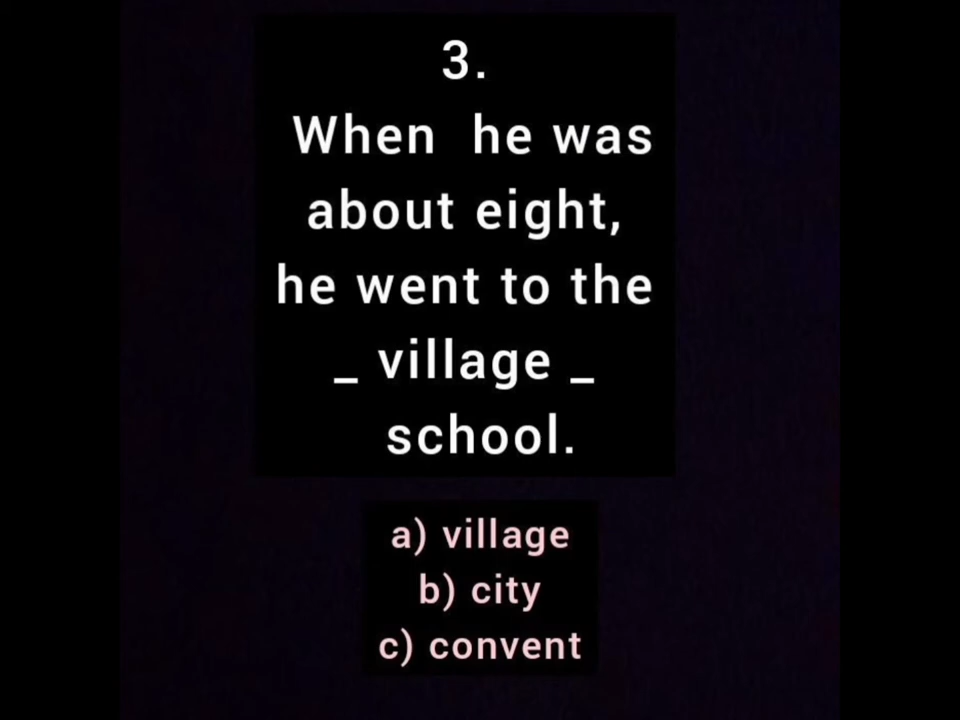 3.
When he was
about eight,
he went to the
_ village _
school.
a) village
b) city
c) convent